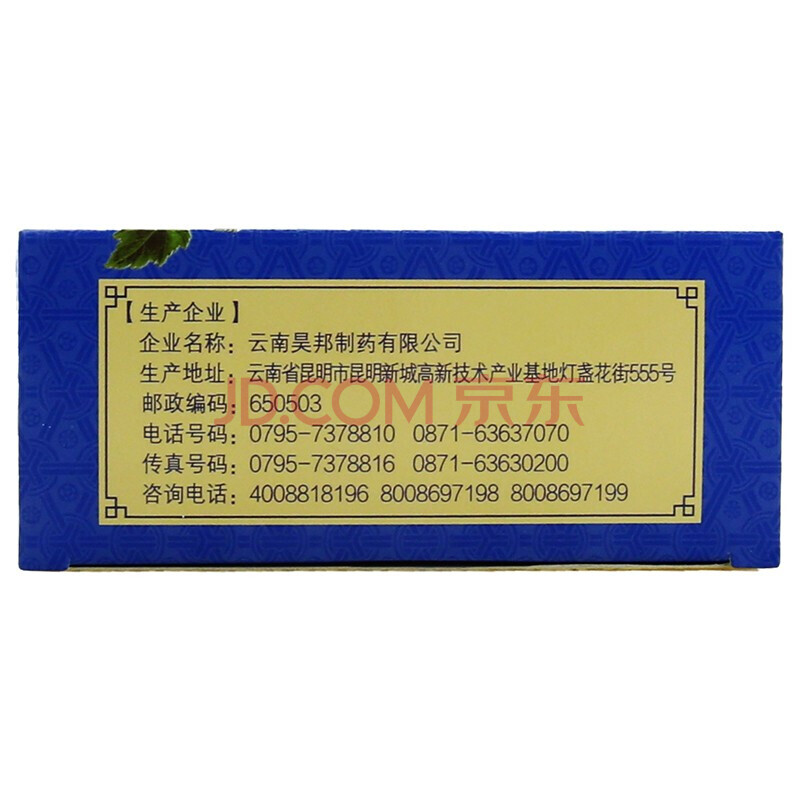 【生产企业】
企业名称：云南昊邦制药有限公司
生产地址：云南省昆明市昆明新城高新技术产业基地灯盏花街555号
邮政编码：650503
电话号码：0795-7378810 0871-63637070
传真号码：0795-7378816 0871-63630200
咨询电话：4008818196 8008697198 8008697199
JD.COM 京东